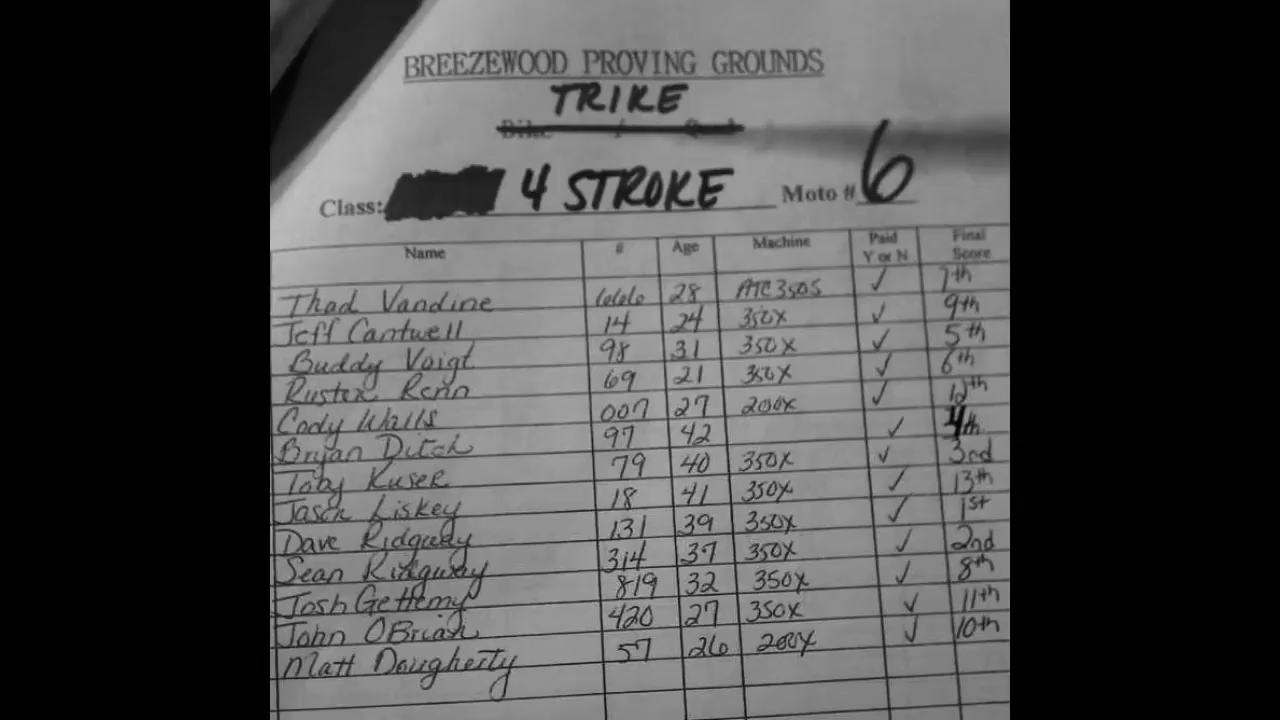 BREEZEWOOD PROVING GROUNDS
TRIKE
Bike / Quad
Class: 4 STROKE Moto # 6
Name # Age Machine Paid Y or N Final Score
Thad Vandine 666 28 ATC350S ✓ 7th
Jeff Cantwell 14 24 350X ✓ 9th
Buddy Voigt 98 31 350X ✓ 5th
Ruster Renn 69 21 350X ✓ 6th
Cody Walls 007 27 200X ✓ 12th
Bryan Ditch 97 42 ✓ 4th
Toby Kuser 79 40 350X ✓ 3rd
Jason Liskey 18 41 350X ✓ 13th
Dave Ridgway 131 39 350X ✓ 1st
Sean Ridgway 314 37 350X ✓ 2nd
Josh Gettemy 819 32 350X ✓ 8th
John OBrian 420 27 350X ✓ 11th
Matt Dougherty 57 26 200X ✓ 10th